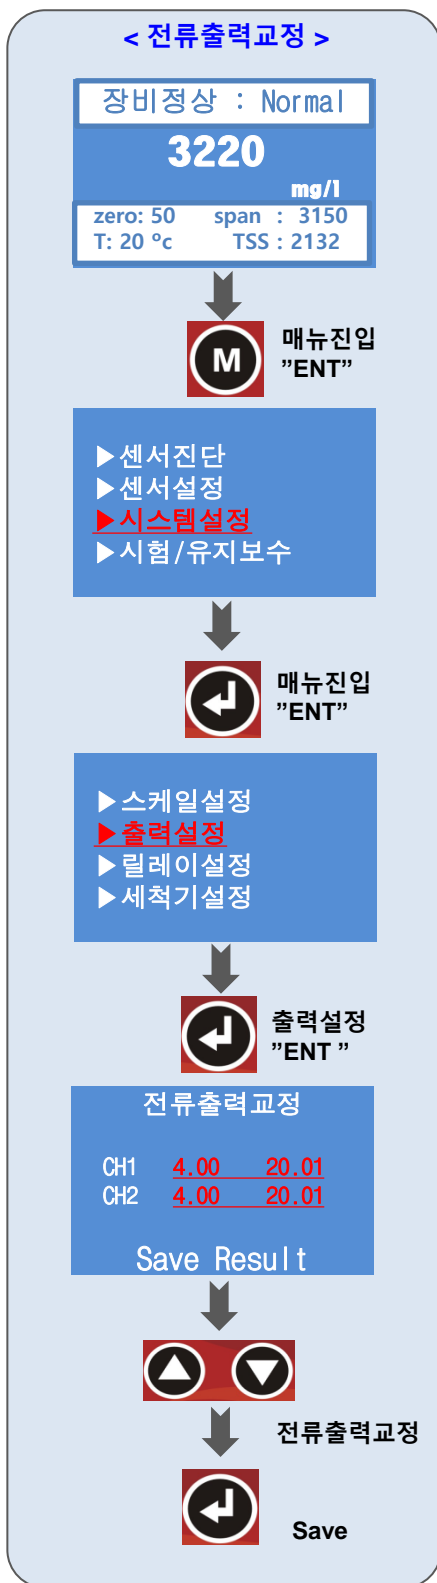 < 전류출력교정 >
장비정상 : Normal
3220
mg/l
zero: 50 span : 3150
T: 20 ºc TSS : 2132
M
매뉴진입
”ENT”
▶센서진단
▶센서설정
▶시스템설정
▶시험/유지보수
매뉴진입
”ENT”
▶스케일설정
▶출력설정
▶릴레이설정
▶세척기설정
출력설정
”ENT ”
전류출력교정
CH1 4.00 20.01
CH2 4.00 20.01
Save Result
전류출력교정
Save